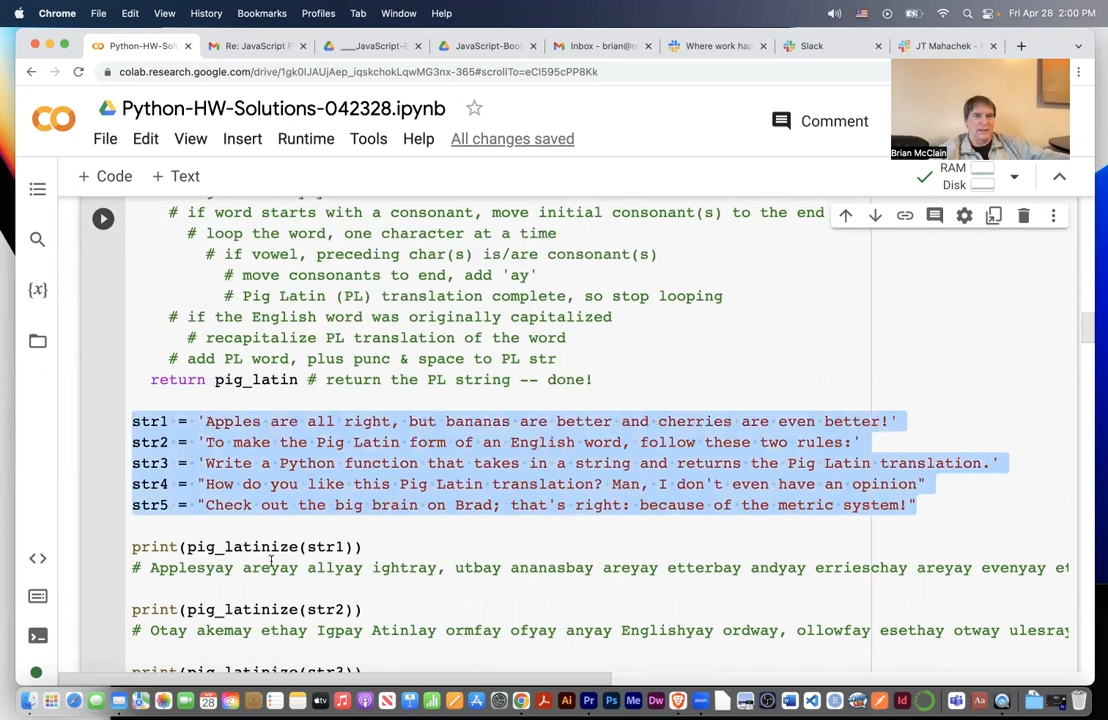 Chrome File Edit View History Bookmarks Profiles Tab Window Help Fri Apr 28 2:00 PM
Python-HW-Solutions-042328.ipynb
Python-HW-Solu Re: JavaScript P ___JavaScript-E JavaScript-Boo Inbox - brian@n Where work hap Slack JT Mahachek
colab.research.google.com/drive/1gk0lJAUjAep_iqskchokLqwMG3nx-365#scrollTo=eCl595cPP8Kk
File Edit View Insert Runtime Tools Help All changes saved
Comment
Brian McClain
+ Code + Text
RAM
Disk
# if word starts with a consonant, move initial consonant(s) to the end
# loop the word, one character at a time
# if vowel, preceding char(s) is/are consonant(s)
# move consonants to end, add 'ay'
# Pig Latin (PL) translation complete, so stop looping
# if the English word was originally capitalized
# recapitalize PL translation of the word
# add PL word, plus punc & space to PL str
return pig_latin # return the PL string -- done!
str1 = 'Apples are all right, but bananas are better and cherries are even better!'
str2 = 'To make the Pig Latin form of an English word, follow these two rules:'
str3 = 'Write a Python function that takes in a string and returns the Pig Latin translation.'
str4 = "How do you like this Pig Latin translation? Man, I don't even have an opinion"
str5 = "Check out the big brain on Brad; that's right: because of the metric system!"
print(pig_latinize(str1))
# Applesyay areyay allyay ightray, utbay ananasbay areyay etterbay andyay errieschay areyay evenyay et
print(pig_latinize(str2))
# Otay akemay ethay Igpay Atinlay ormfay ofyay anyay Englishyay ordway, ollowfay esethay otway ulesray
print(pig_latinize(str3))